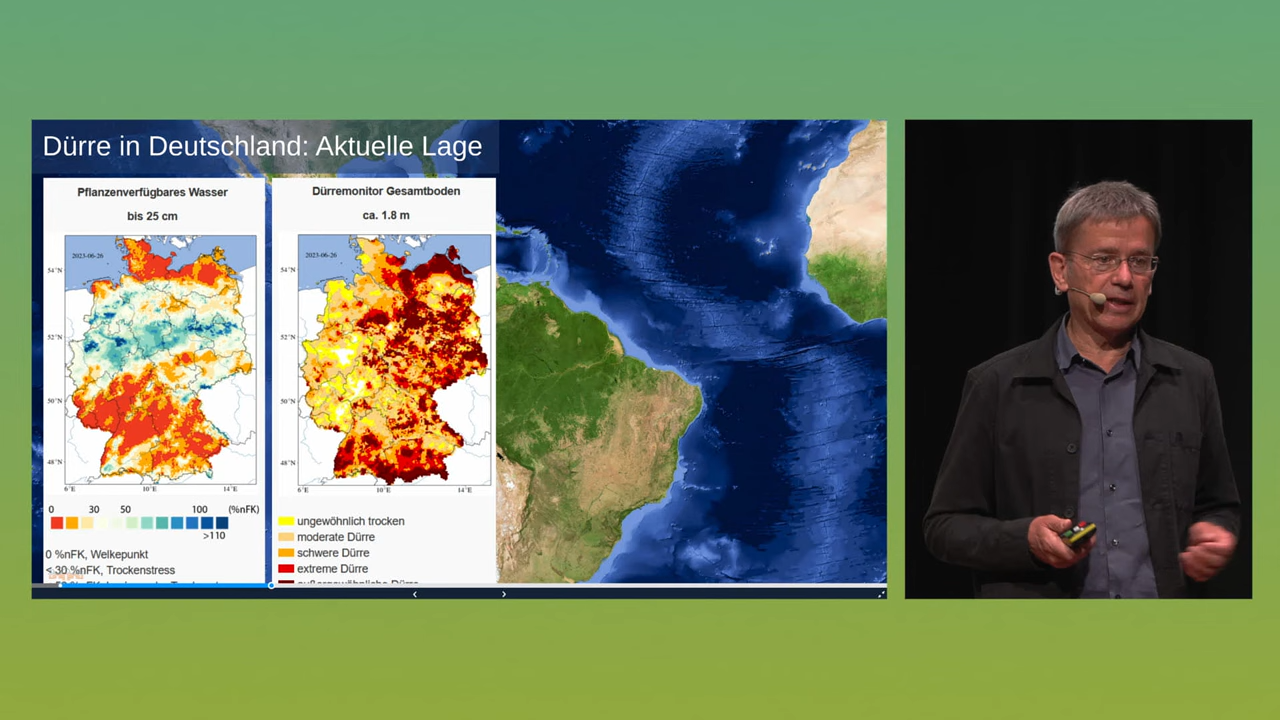 Dürre in Deutschland: Aktuelle Lage
Pflanzenverfügbares Wasser
bis 25 cm
2023-06-26
54°N
52°N
50°N
48°N
6°E
10°E
14°E
0
30
50
100
(%nFK)
>110
0 %nFK, Welkepunkt
< 30 %nFK, Trockenstress
Dürremonitor Gesamtboden
ca. 1.8 m
2023-06-26
54°N
52°N
50°N
48°N
6°E
10°E
14°E
ungewöhnlich trocken
moderate Dürre
schwere Dürre
extreme Dürre
außergewöhnliche Dürre